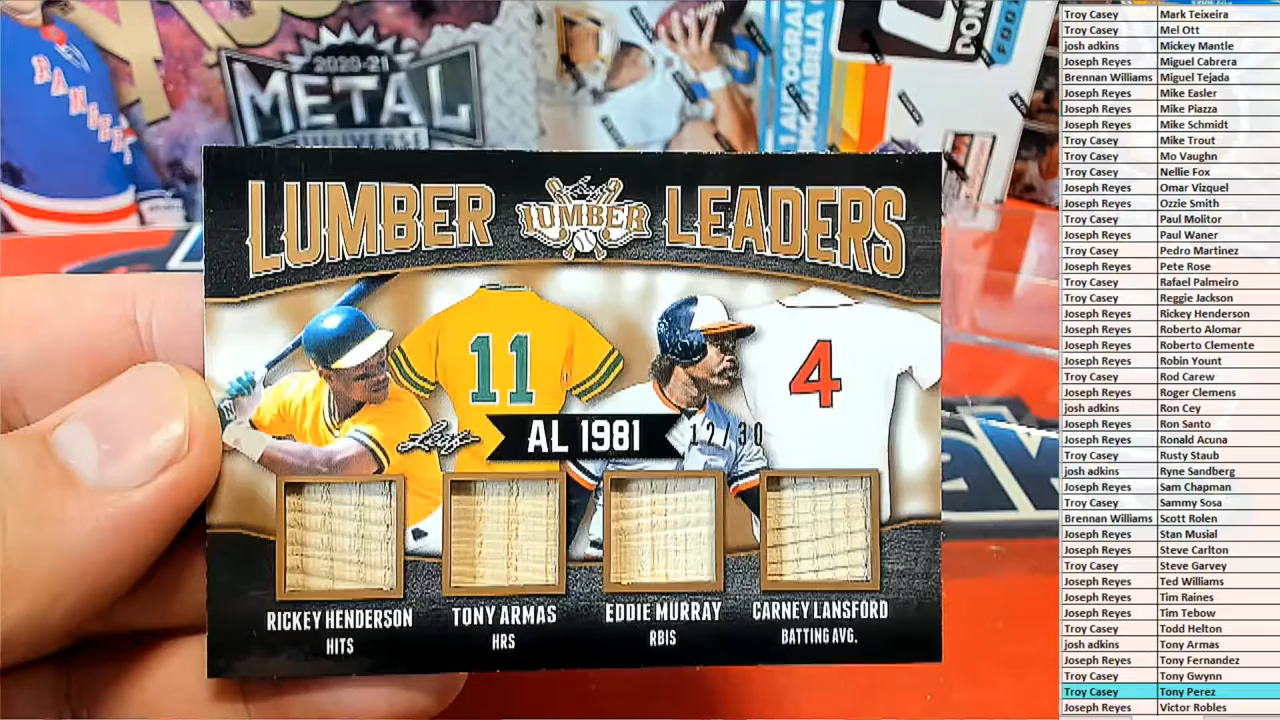 RANGERS
2020-21
METAL
1 AUTOGRAPH
DON
LUMBER
Leaf
LUMBER
LEADERS
11
4
Leaf
AL 1981
12/30
RICKEY HENDERSON
HITS
TONY ARMAS
HRS
EDDIE MURRAY
RBIS
CARNEY LANSFORD
BATTING AVG.
Troy Casey Mark Teixeira
Troy Casey Mel Ott
josh adkins Mickey Mantle
Joseph Reyes Miguel Cabrera
Brennan Williams Miguel Tejada
Joseph Reyes Mike Easler
Joseph Reyes Mike Piazza
Joseph Reyes Mike Schmidt
Troy Casey Mike Trout
Troy Casey Mo Vaughn
Troy Casey Nellie Fox
Joseph Reyes Omar Vizquel
Joseph Reyes Ozzie Smith
Troy Casey Paul Molitor
Joseph Reyes Paul Waner
Troy Casey Pedro Martinez
Joseph Reyes Pete Rose
Troy Casey Rafael Palmeiro
Troy Casey Reggie Jackson
Joseph Reyes Rickey Henderson
Joseph Reyes Roberto Alomar
Joseph Reyes Roberto Clemente
Joseph Reyes Robin Yount
Troy Casey Rod Carew
Joseph Reyes Roger Clemens
josh adkins Ron Cey
Joseph Reyes Ron Santo
Joseph Reyes Ronald Acuna
Troy Casey Rusty Staub
josh adkins Ryne Sandberg
Joseph Reyes Sam Chapman
Troy Casey Sammy Sosa
Brennan Williams Scott Rolen
Joseph Reyes Stan Musial
Joseph Reyes Steve Carlton
Troy Casey Steve Garvey
Joseph Reyes Ted Williams
Joseph Reyes Tim Raines
Joseph Reyes Tim Tebow
Troy Casey Todd Helton
josh adkins Tony Armas
Joseph Reyes Tony Fernandez
Troy Casey Tony Gwynn
Troy Casey Tony Perez
Joseph Reyes Victor Robles